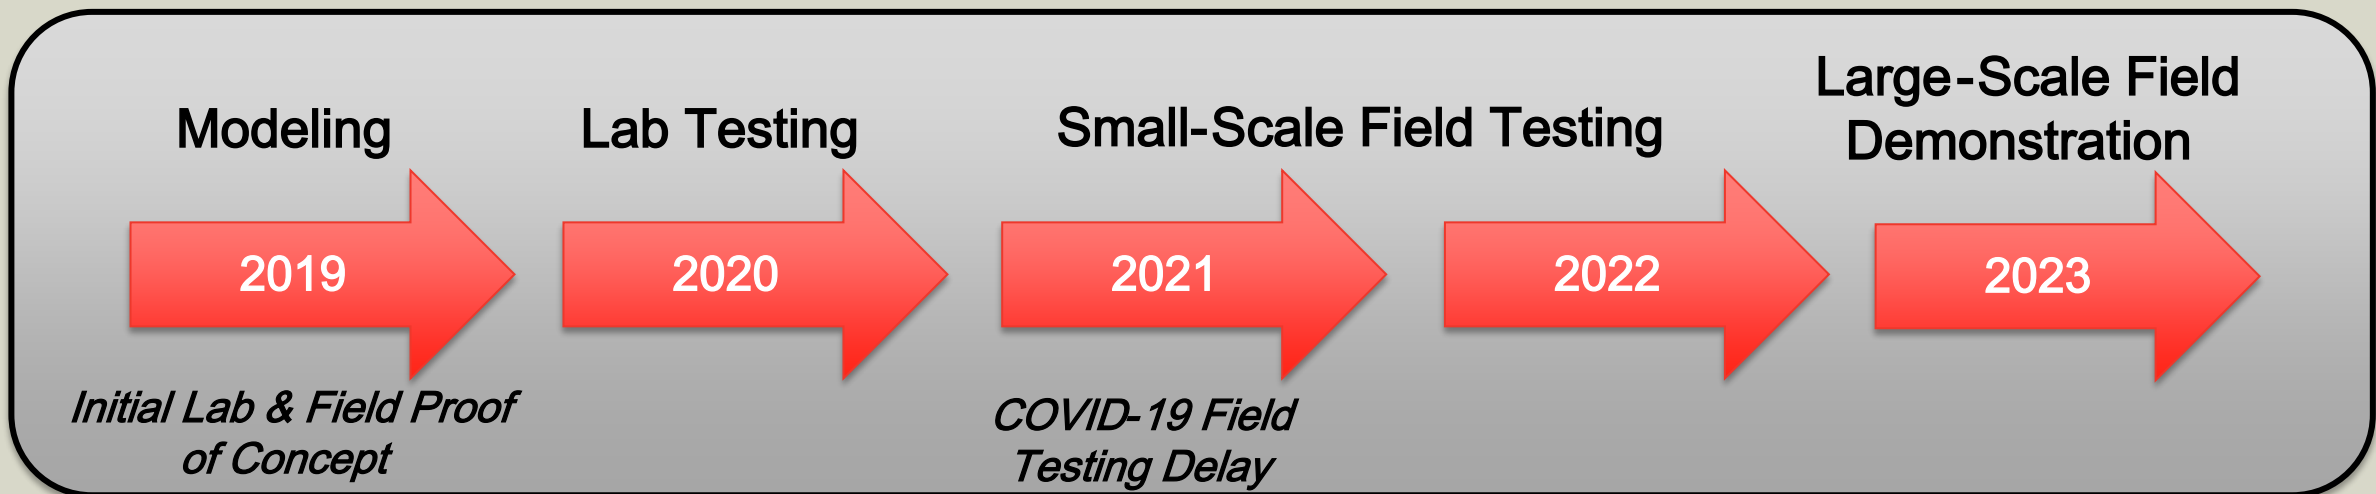 Modeling
Lab Testing
Small-Scale Field Testing
Large-Scale Field
Demonstration
2019
2020
2021
2022
2023
Initial Lab & Field Proof
of Concept
COVID-19 Field
Testing Delay